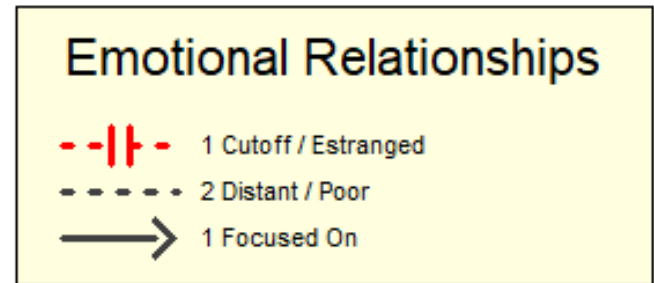 Emotional Relationships
1 Cutoff / Estranged
2 Distant / Poor
1 Focused On